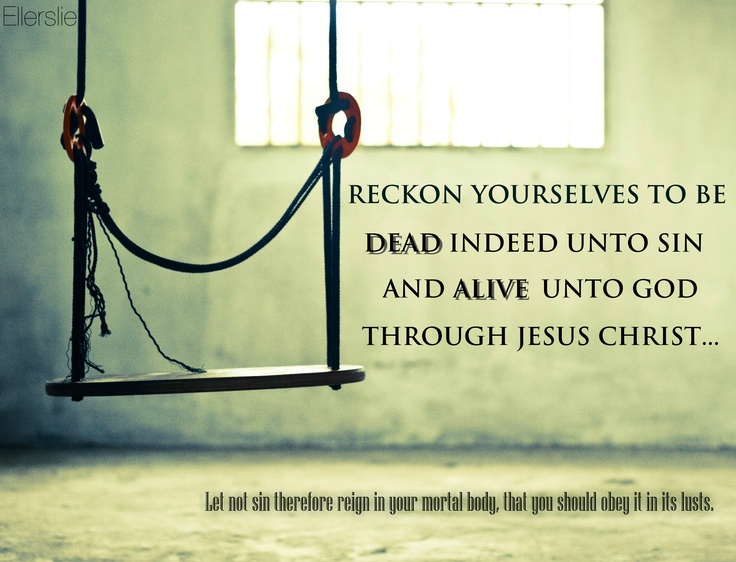 Ellerslie
RECKON YOURSELVES TO BE
DEAD INDEED UNTO SIN
AND ALIVE UNTO GOD
THROUGH JESUS CHRIST...
Let not sin therefore reign in your mortal body, that you should obey it in its lusts.